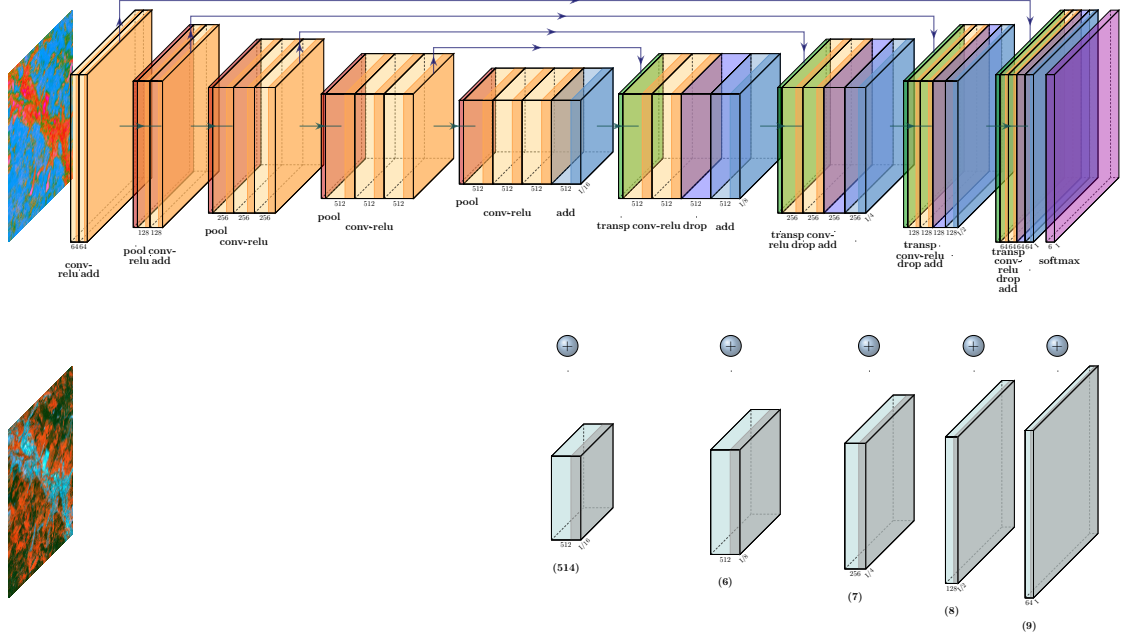 6464
conv-
relu add
128 128
pool conv-
relu add
256 256 256
pool
conv-relu
512 512 512
pool
conv-relu
512 512 512 512 1/16
pool
conv-relu add
512 512 512 512 1/8
transp conv-relu drop add
256 256 256 256 1/4
transp conv-
relu drop add
128 128 128 128 1/2
transp
conv-relu
drop add
64 64 64 64 1
transp
conv-
relu
drop
add
6 1
softmax
+ + + + +
512 1/16
(514)
512 1/8
(6)
256 1/4
(7)
128 1/2
(8)
64 1
(9)